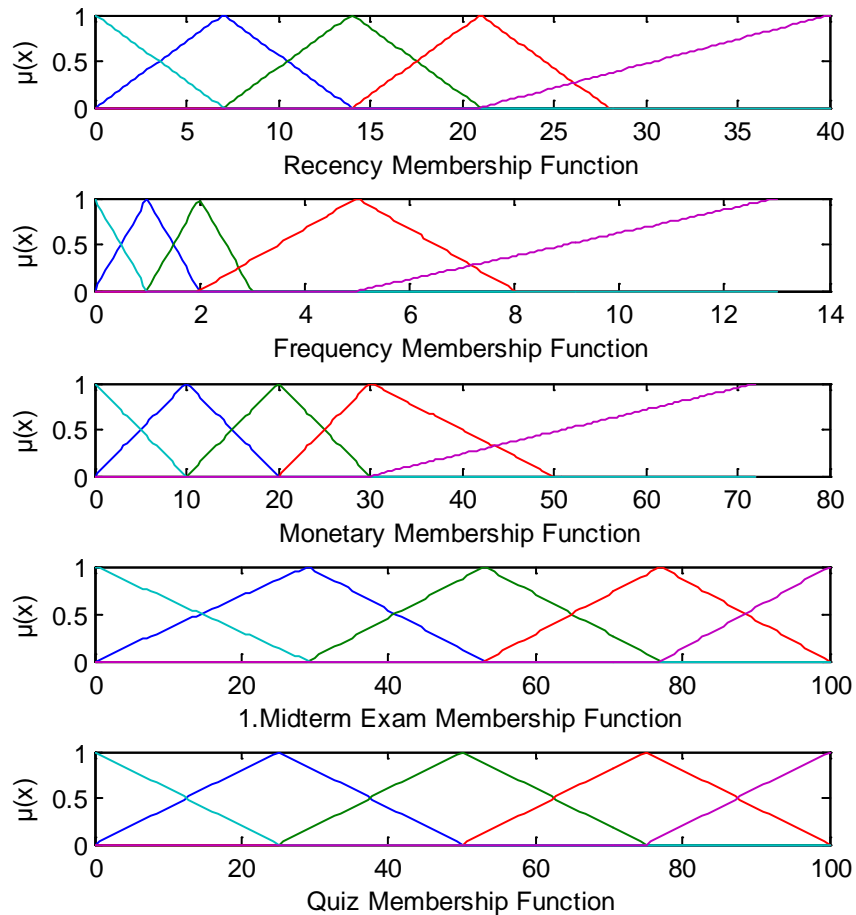 μ(x)
1
0.5
0
0 5 10 15 20 25 30 35 40
Recency Membership Function
μ(x)
1
0.5
0
0 2 4 6 8 10 12 14
Frequency Membership Function
μ(x)
1
0.5
0
0 10 20 30 40 50 60 70 80
Monetary Membership Function
μ(x)
1
0.5
0
0 20 40 60 80 100
1.Midterm Exam Membership Function
μ(x)
1
0.5
0
0 20 40 60 80 100
Quiz Membership Function